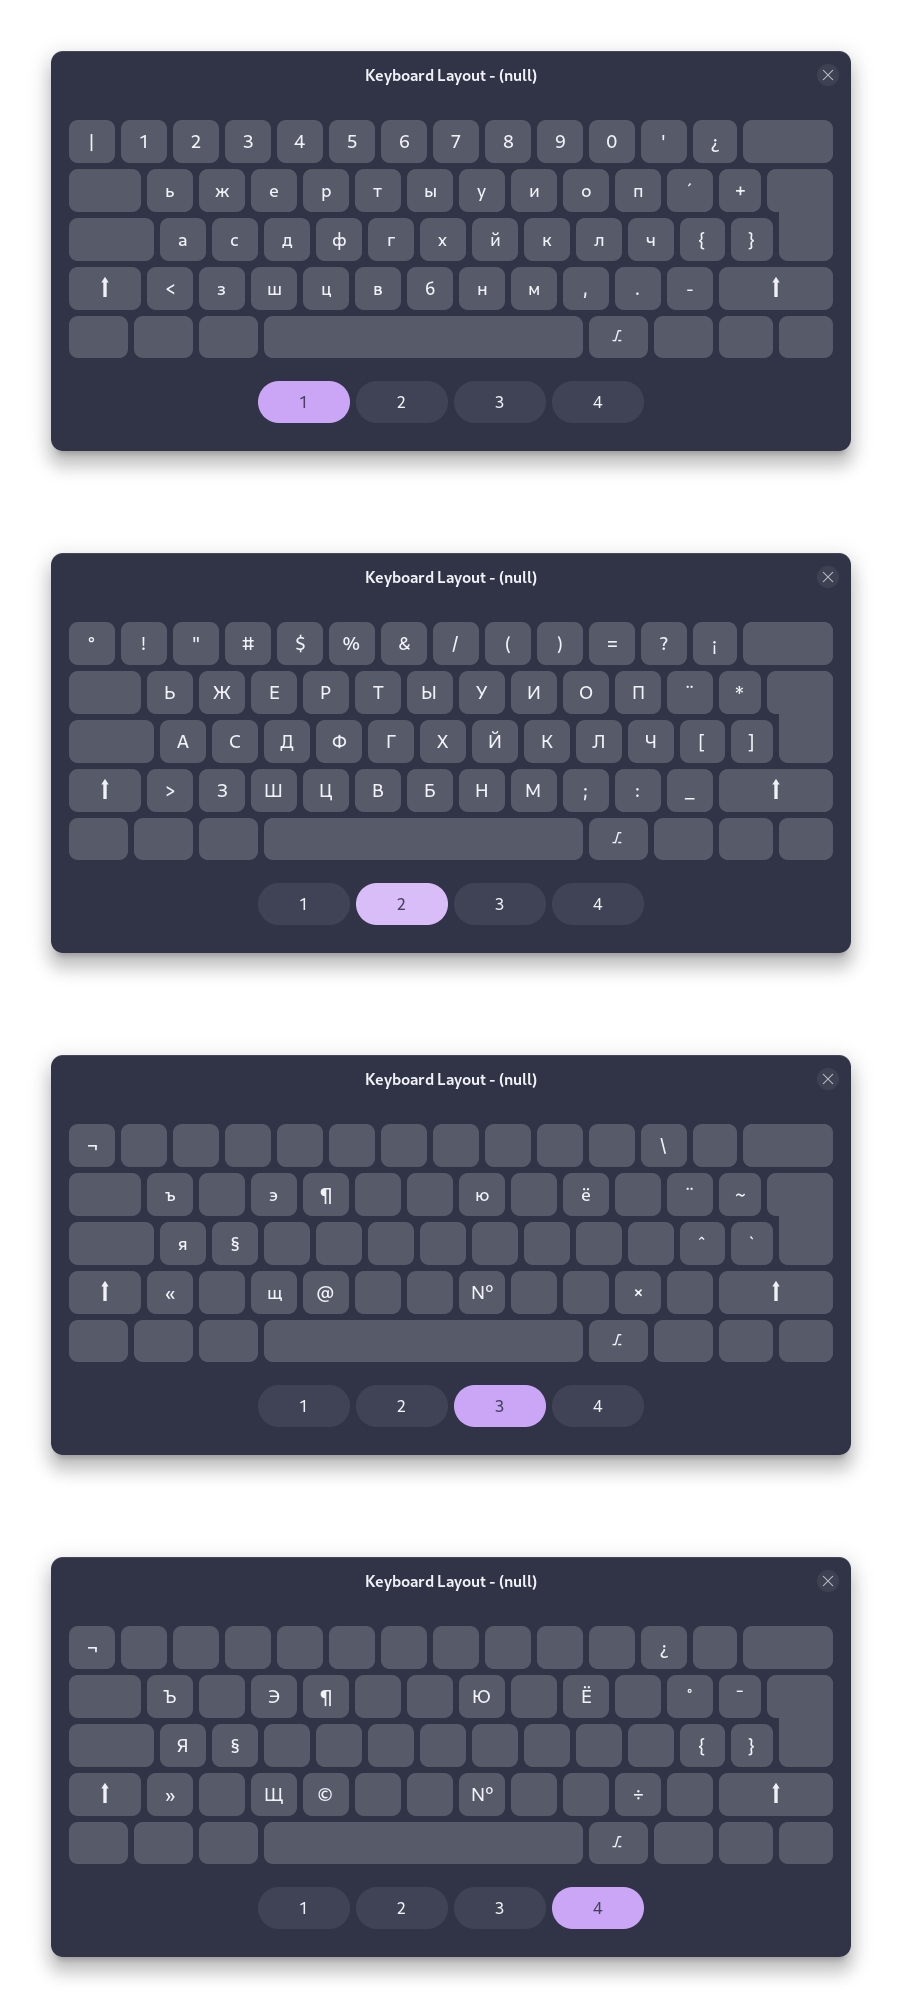 Keyboard Layout - (null)
| 1 2 3 4 5 6 7 8 9 0 ' ¿
ь ж е р т ы у и о п ´ +
а с д ф г х й к л ч { }
< з ш ц в б н м , . -
1 2 3 4
Keyboard Layout - (null)
° ! " # $ % & / ( ) = ? ¡
Ь Ж Е Р Т Ы У И О П ¨ *
А С Д Ф Г Х Й К Л Ч [ ]
> З Ш Ц В Б Н М ; : _
1 2 3 4
Keyboard Layout - (null)
¬ \
ъ э ¶ ю ё ¨ ~
я § ˆ `
« щ @ № ×
1 2 3 4
Keyboard Layout - (null)
¬ ¿
Ъ Э ¶ Ю Ё ° ¯
Я § { }
» Щ © № ÷
1 2 3 4